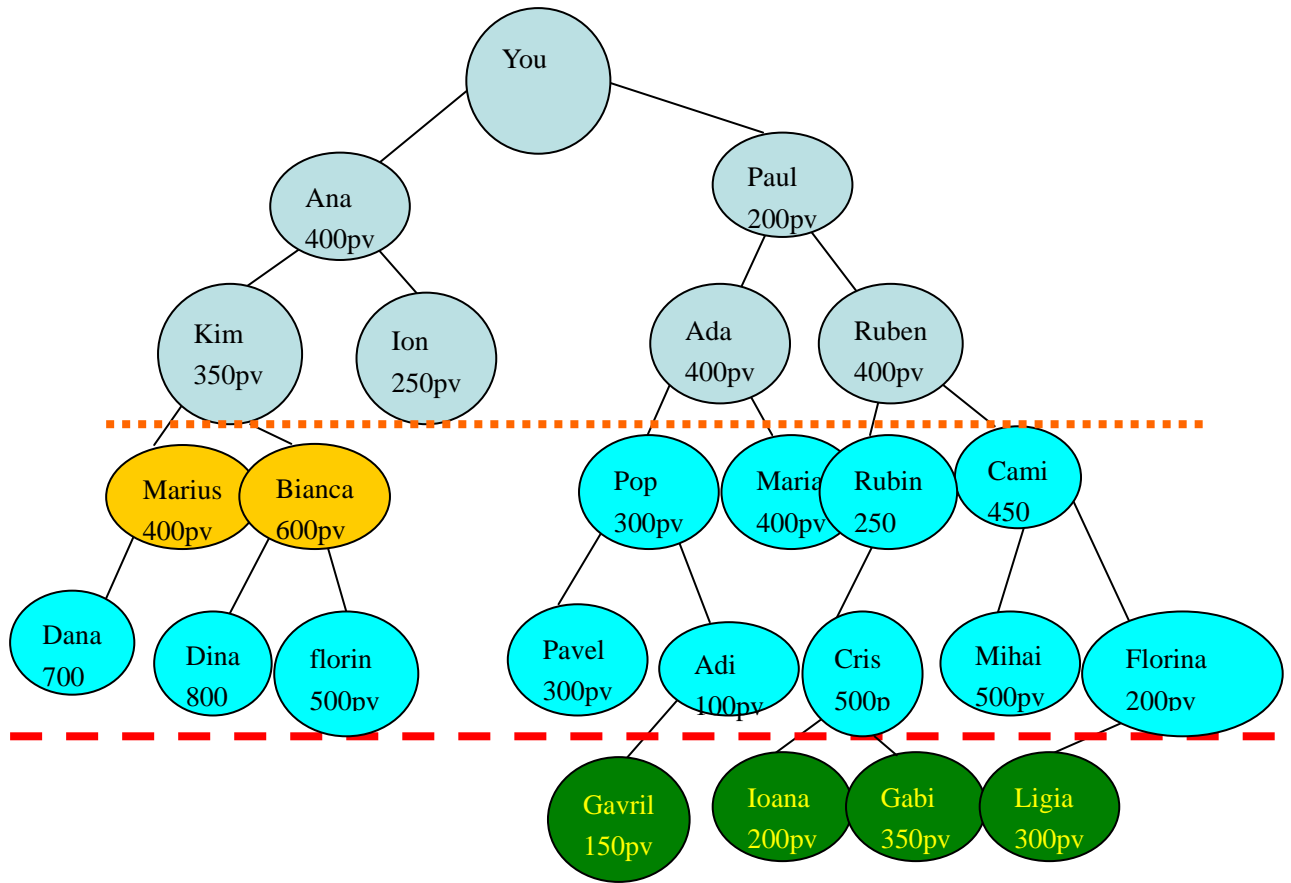 You
Ana
400pv
Paul
200pv
Kim
350pv
Ion
250pv
Ada
400pv
Ruben
400pv
Marius
400pv
Bianca
600pv
Pop
300pv
Maria
400pv
Rubin
250
Cami
450
Dana
700
Dina
800
florin
500pv
Pavel
300pv
Adi
100pv
Cris
500p
Mihai
500pv
Florina
200pv
Gavril
150pv
Ioana
200pv
Gabi
350pv
Ligia
300pv